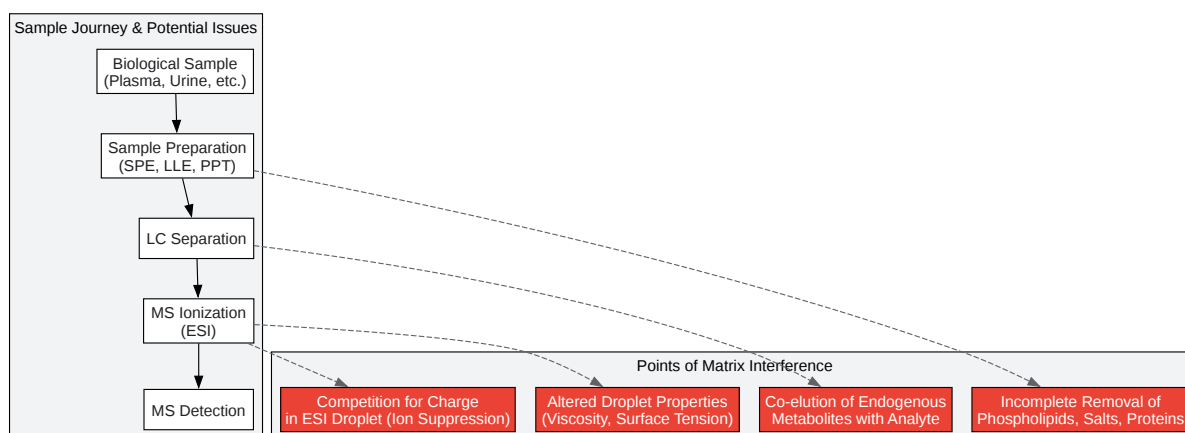 Sample Journey & Potential Issues
Biological Sample
(Plasma, Urine, etc.)
Sample Preparation
(SPE, LLE, PPT)
LC Separation
MS Ionization
(ESI)
MS Detection
Points of Matrix Interference
Competition for Charge
in ESI Droplet (Ion Suppression)
Altered Droplet Properties
(Viscosity, Surface Tension)
Co-elution of Endogenous
Metabolites with Analyte
Incomplete Removal of
Phospholipids, Salts, Proteins